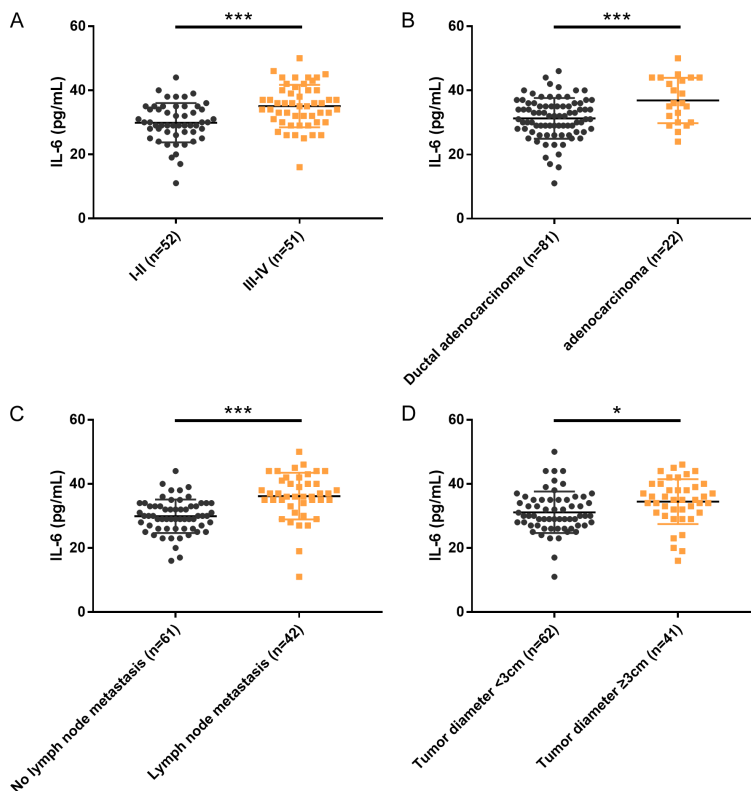 A
***
60
40
20
0
IL-6 (pg/mL)
I-II (n=52)
III-IV (n=51)
B
***
60
40
20
0
IL-6 (pg/mL)
Ductal adenocarcinoma (n=81)
adenocarcinoma (n=22)
C
***
60
40
20
0
IL-6 (pg/mL)
No lymph node metastasis (n=61)
Lymph node metastasis (n=42)
D
*
60
40
20
0
IL-6 (pg/mL)
Tumor diameter <3cm (n=62)
Tumor diameter ≥3cm (n=41)